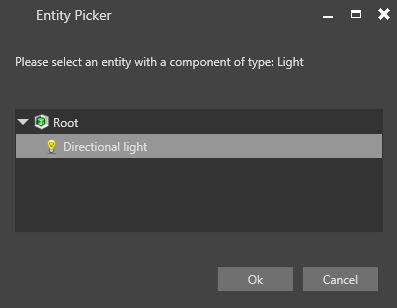 Entity Picker
Please select an entity with a component of type: Light
Root
Directional light
Ok
Cancel